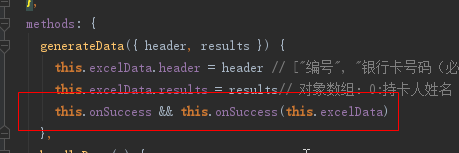 },
methods: {
generateData({ header, results }) {
this.excelData.header = header // ["编号", "银行卡号码（必
this.excelData.results = results// 对象数组: 0:持卡人姓名
this.onSuccess && this.onSuccess(this.excelData)
},